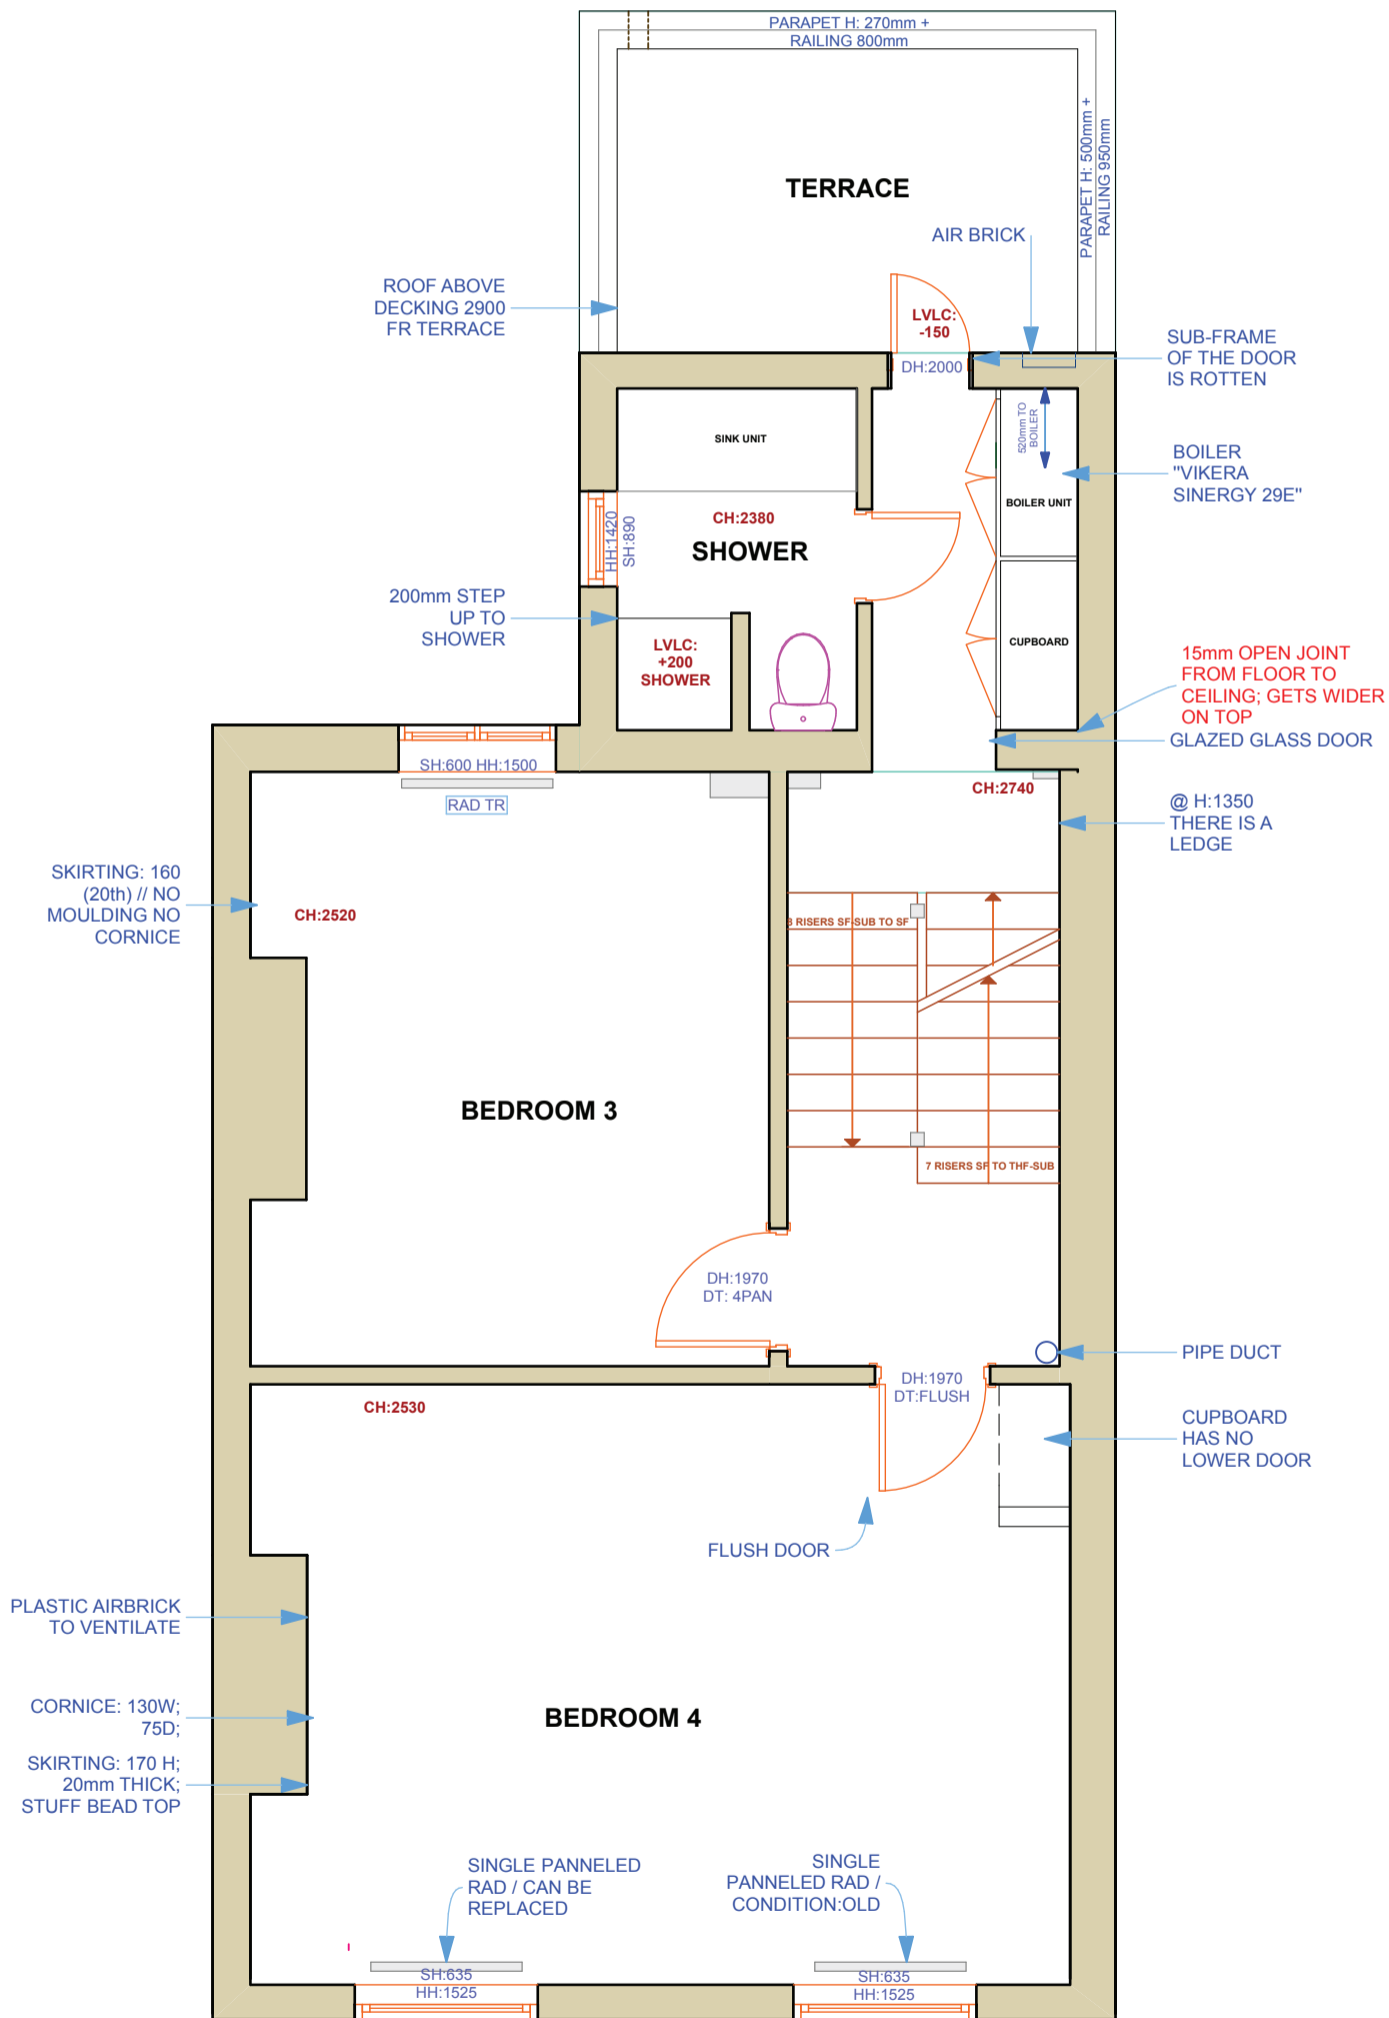 PARAPET H: 270mm +
RAILING 800mm
PARAPET H: 500mm +
RAILING 950mm
TERRACE
AIR BRICK
ROOF ABOVE
DECKING 2900
FR TERRACE
LVLC:
-150
DH:2000
SUB-FRAME
OF THE DOOR
IS ROTTEN
SINK UNIT
520mm TO
BOILER
BOILER
"VIKERA
SINERGY 29E"
BOILER UNIT
CH:2380
SHOWER
HH:1420
SH:890
200mm STEP
UP TO
SHOWER
LVLC:
+200
SHOWER
CUPBOARD
15mm OPEN JOINT
FROM FLOOR TO
CEILING; GETS WIDER
ON TOP
GLAZED GLASS DOOR
SH:600 HH:1500
RAD TR
CH:2740
@ H:1350
THERE IS A
LEDGE
SKIRTING: 160
(20th) // NO
MOULDING NO
CORNICE
CH:2520
RISERS SF-SUB TO SF
BEDROOM 3
7 RISERS SF TO THF-SUB
DH:1970
DT: 4PAN
PIPE DUCT
DH:1970
DT:FLUSH
CH:2530
CUPBOARD
HAS NO
LOWER DOOR
FLUSH DOOR
PLASTIC AIRBRICK
TO VENTILATE
CORNICE: 130W;
75D;
BEDROOM 4
SKIRTING: 170 H;
20mm THICK;
STUFF BEAD TOP
SINGLE PANNELED
RAD / CAN BE
REPLACED
SINGLE
PANNELED RAD /
CONDITION:OLD
SH:635
HH:1525
SH:635
HH:1525